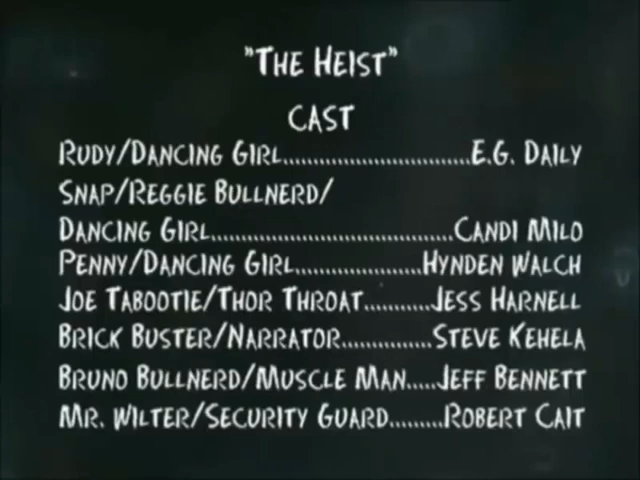 "The Heist"
CAST
Rudy/Dancing Girl...............................E.G. Daily
Snap/Reggie Bullnerd/
Dancing Girl........................................Candi Milo
Penny/Dancing Girl.....................Hynden Walch
Joe Tabootie/Thor Throat...........Jess Harnell
Brick Buster/Narrator...............Steve Kehela
Bruno Bullnerd/Muscle Man.....Jeff Bennett
Mr. Wilter/Security Guard.........Robert Cait